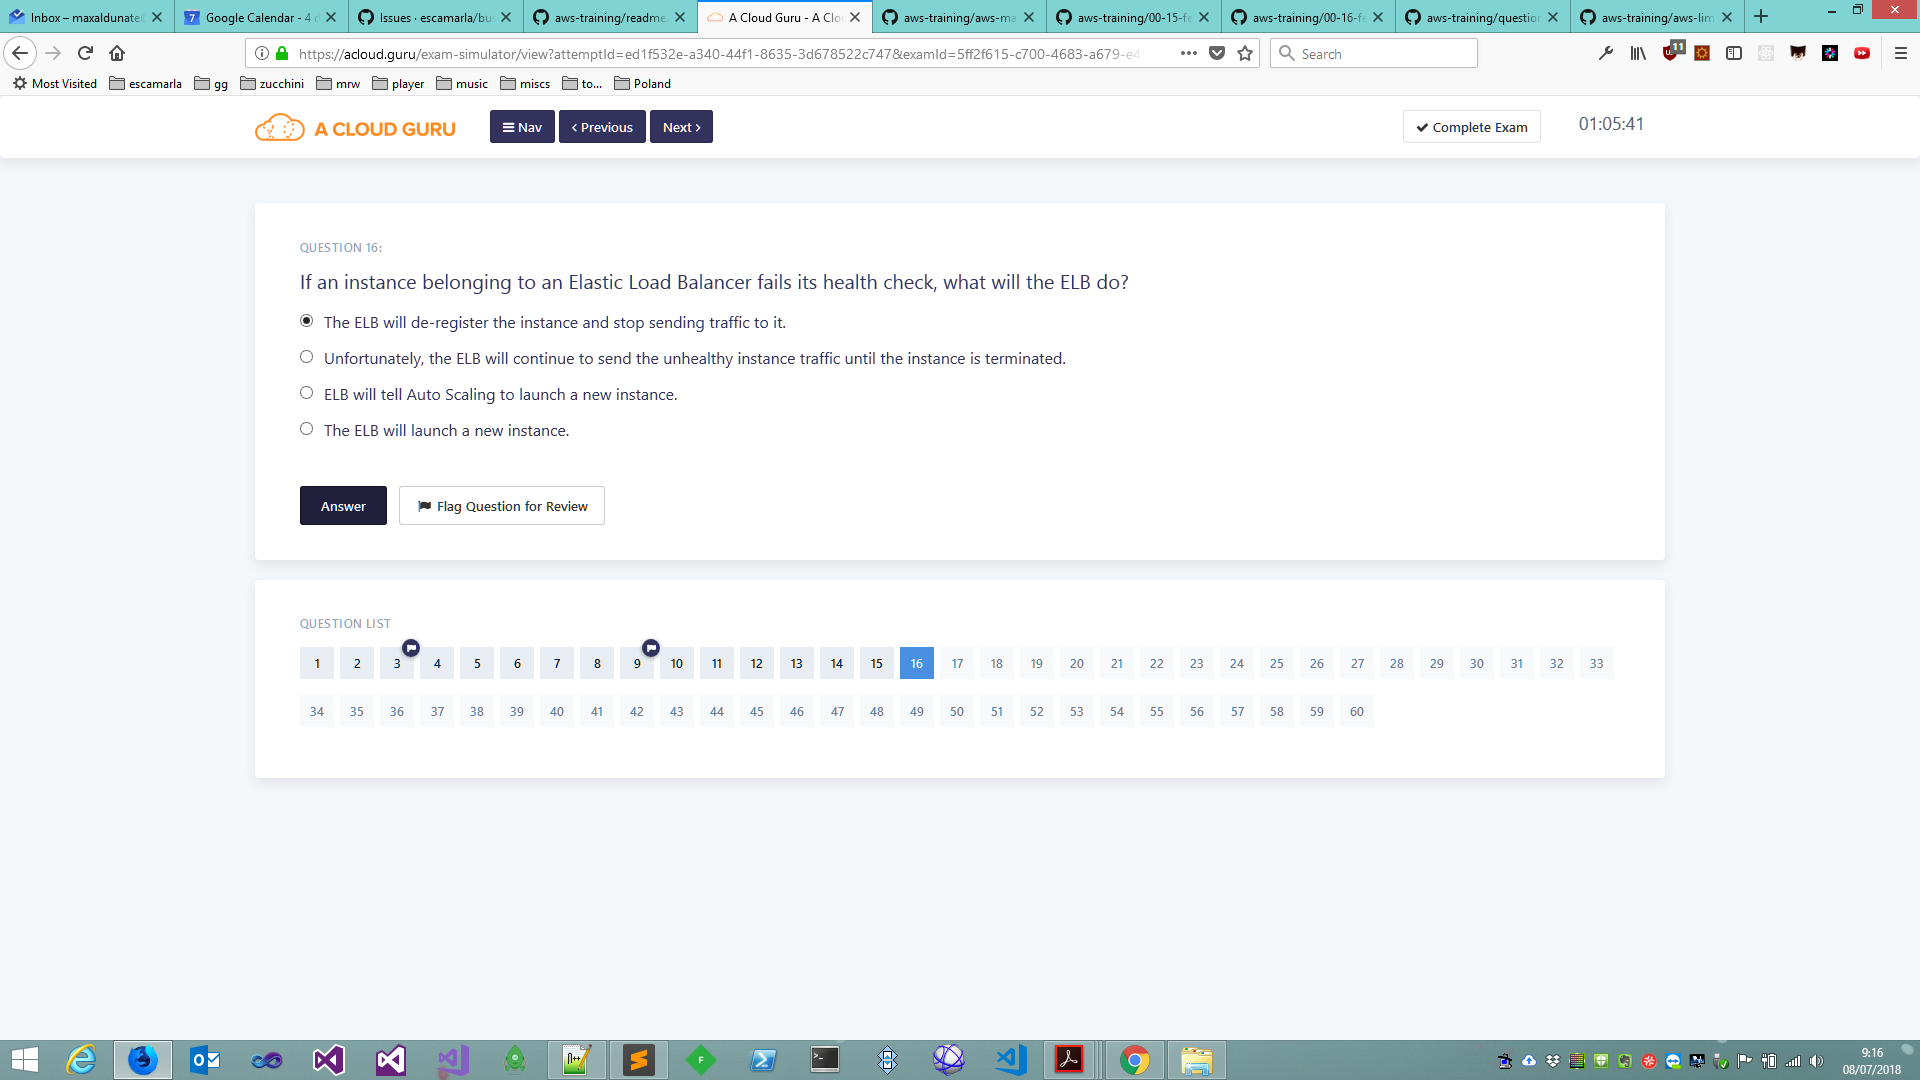 Inbox – maxaldunate
Google Calendar - 4
Issues · escamarla/bu
aws-training/readme.
A Cloud Guru - A Clo
aws-training/aws-ma
aws-training/00-15-fe
aws-training/00-16-fe
aws-training/question
aws-training/aws-lim
https://acloud.guru/exam-simulator/view?attemptId=ed1f532e-a340-44f1-8635-3d678522c747&examId=5ff2f615-c700-4683-a679-e4
Search
11
Most Visited escamarla gg zucchini mrw player music miscs to... Poland
A CLOUD GURU
Nav
Previous
Next
Complete Exam
01:05:41
QUESTION 16:
If an instance belonging to an Elastic Load Balancer fails its health check, what will the ELB do?
The ELB will de-register the instance and stop sending traffic to it.
Unfortunately, the ELB will continue to send the unhealthy instance traffic until the instance is terminated.
ELB will tell Auto Scaling to launch a new instance.
The ELB will launch a new instance.
Answer
Flag Question for Review
QUESTION LIST
1 2 3 4 5 6 7 8 9 10 11 12 13 14 15 16 17 18 19 20 21 22 23 24 25 26 27 28 29 30 31 32 33
34 35 36 37 38 39 40 41 42 43 44 45 46 47 48 49 50 51 52 53 54 55 56 57 58 59 60
9:16
08/07/2018